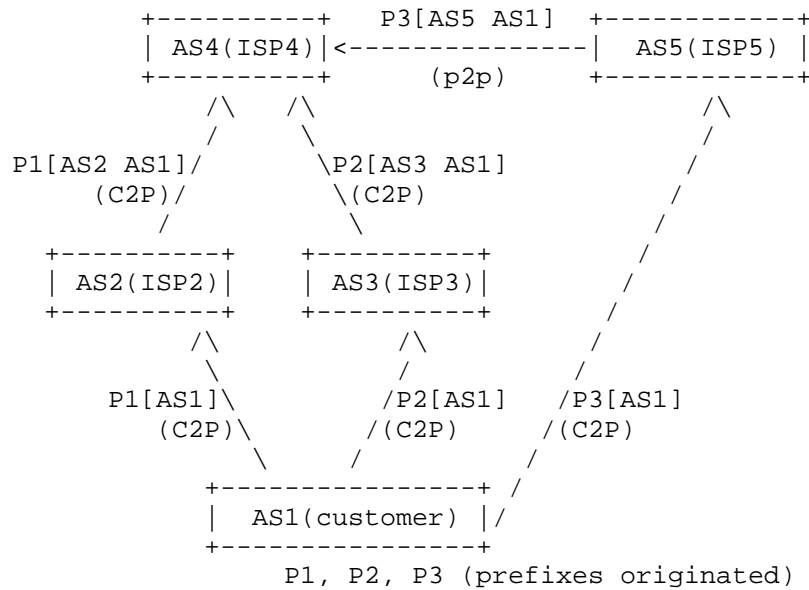 +----------+   P3[AS5 AS1]  +------------+
| AS4(ISP4)|<---------------|  AS5(ISP5) |
+----------+     (p2p)      +------------+
/\   /\                        /\
/     \                        /
P1[AS2 AS1]/       \P2[AS3 AS1]           /
(C2P)/         \(C2P)              /
/           \                  /
+----------+    +----------+         /
| AS2(ISP2)|    | AS3(ISP3)|        /
+----------+    +----------+       /
/\           /\           /
\           /           /
P1[AS1]\         /P2[AS1]   /P3[AS1]
(C2P)\       /(C2P)    /(C2P)
\     /         /
+----------------+ /
|  AS1(customer) |/
+----------------+
P1, P2, P3 (prefixes originated)